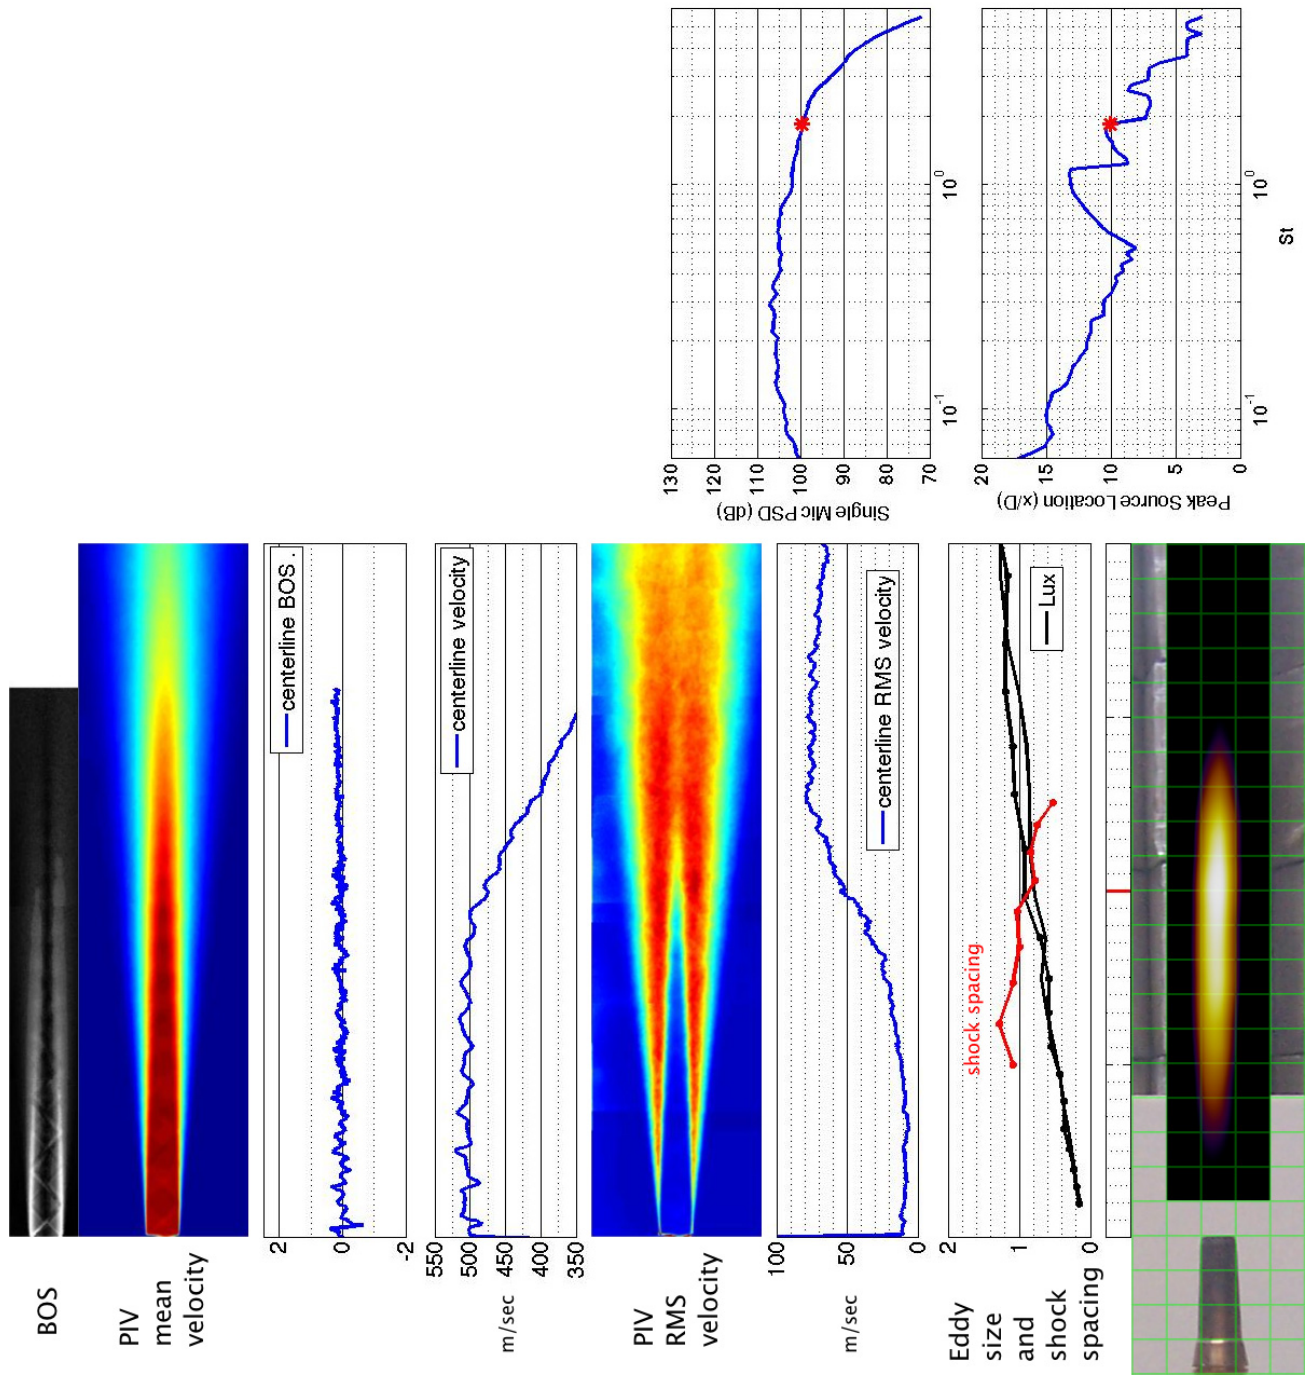 BOS
PIV
mean
velocity
centerline BOS .
2
0
-2
centerline velocity
550
500
450
400
350
m/sec
PIV
RMS
velocity
centerline RMS velocity
100
50
0
m/sec
Eddy
size
and
shock
spacing
2
1
0
shock spacing
Lux
130
120
110
100
90
80
70
Single Mic PSD (dB)
10^-1
10^0
20
15
10
5
0
Peak Source Location (x/D)
10^-1
10^0
St